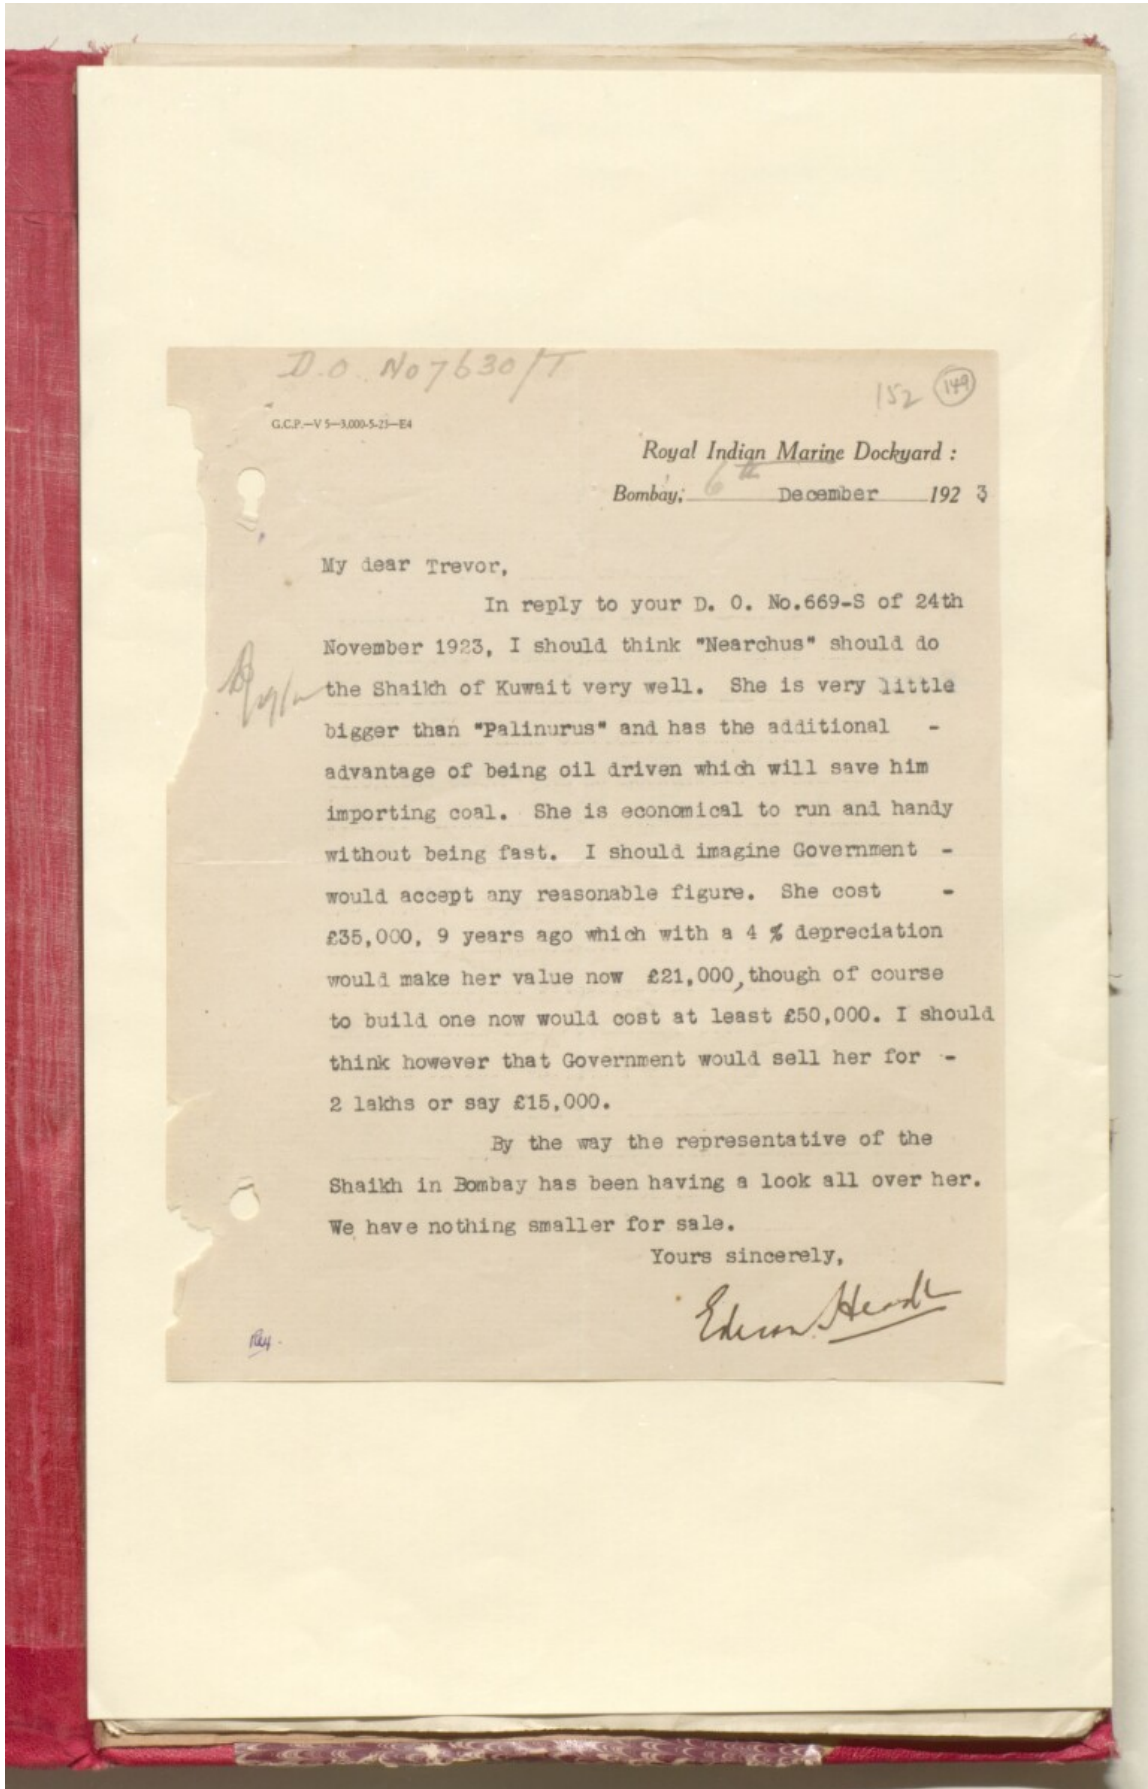 D.O. No 7630/T
152 149
G.C.P.—V 5—3,000-5-23—E4
Royal Indian Marine Dockyard :
Bombay, 6th December 1923
My dear Trevor,
In reply to your D. O. No.669-S of 24th
November 1923, I should think "Nearchus" should do
the Shaikh of Kuwait very well. She is very little
bigger than "Palinurus" and has the additional -
advantage of being oil driven which will save him
importing coal. She is economical to run and handy
without being fast. I should imagine Government -
would accept any reasonable figure. She cost -
£35,000, 9 years ago which with a 4 % depreciation
would make her value now £21,000, though of course
to build one now would cost at least £50,000. I should
think however that Government would sell her for -
2 lakhs or say £15,000.
By the way the representative of the
Shaikh in Bombay has been having a look all over her.
We have nothing smaller for sale.
Yours sincerely,